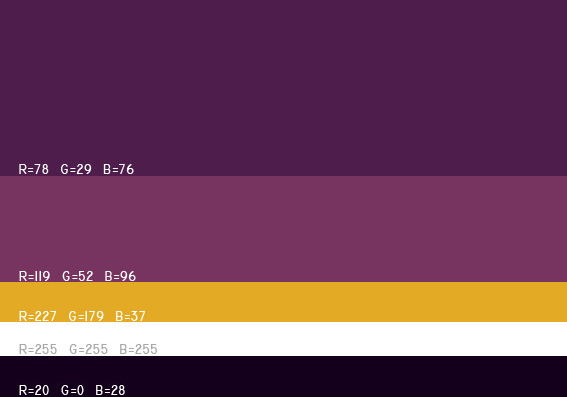 R=78 G=29 B=76
R=119 G=52 B=96
R=227 G=179 B=37
R=255 G=255 B=255
R=20 G=0 B=28